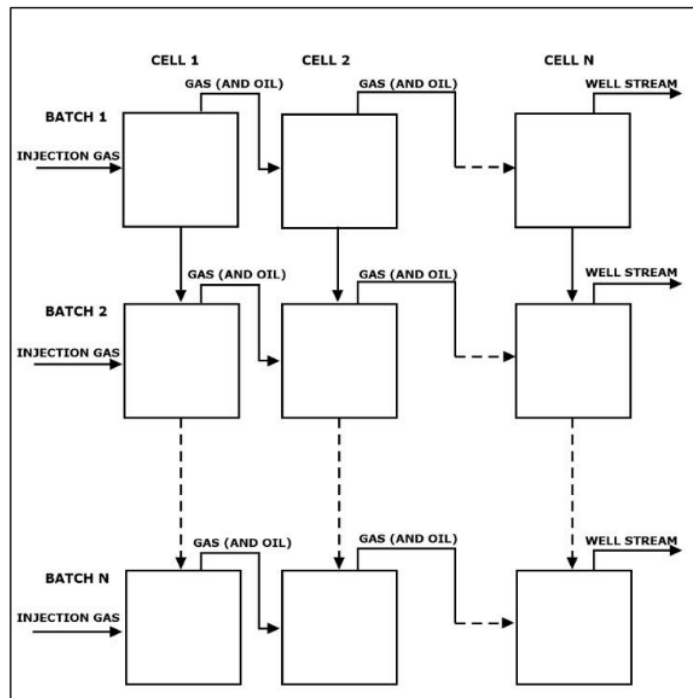 CELL 1
CELL 2
CELL N
GAS (AND OIL)
GAS (AND OIL)
WELL STREAM
BATCH 1
INJECTION GAS
GAS (AND OIL)
GAS (AND OIL)
WELL STREAM
BATCH 2
INJECTION GAS
GAS (AND OIL)
GAS (AND OIL)
WELL STREAM
BATCH N
INJECTION GAS